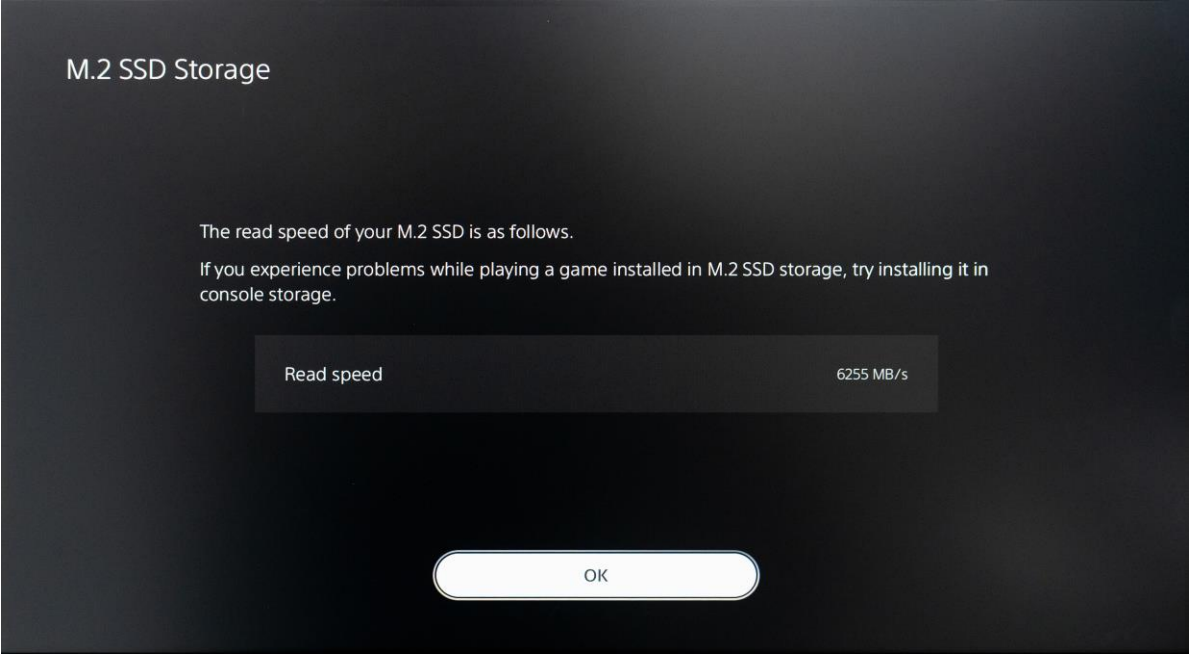 M.2 SSD Storage
The read speed of your M.2 SSD is as follows.
If you experience problems while playing a game installed in M.2 SSD storage, try installing it in
console storage.
Read speed
6255 MB/s
OK